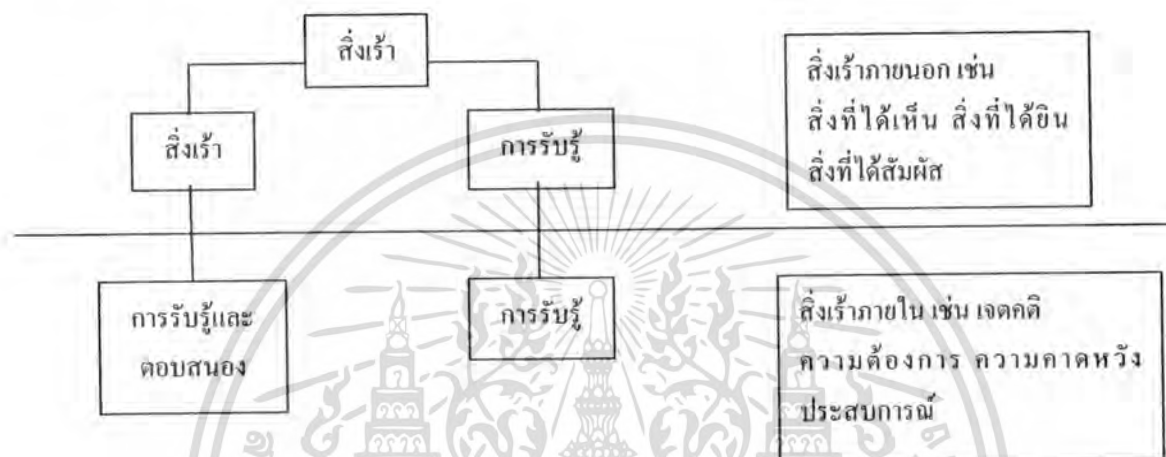 สิ่งเร้า
สิ่งเร้า
การรับรู้
สิ่งเร้าภายนอก เช่น
สิ่งที่ได้เห็น สิ่งที่ได้ยิน
สิ่งที่ได้สัมผัส
การรับรู้และ
ตอบสนอง
การรับรู้
สิ่งเร้าภายใน เช่น เจตคติ
ความต้องการ ความคาดหวัง
ประสบการณ์